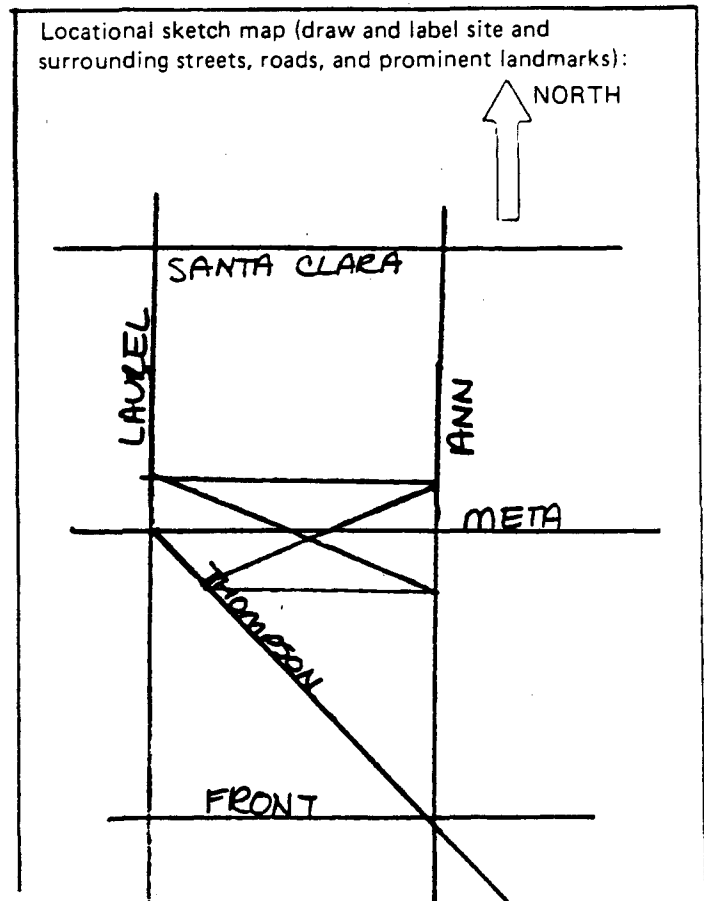 Locational sketch map (draw and label site and
surrounding streets, roads, and prominent landmarks):
NORTH
SANTA CLARA
LAUREL
ANN
META
THOMPSON
FRONT